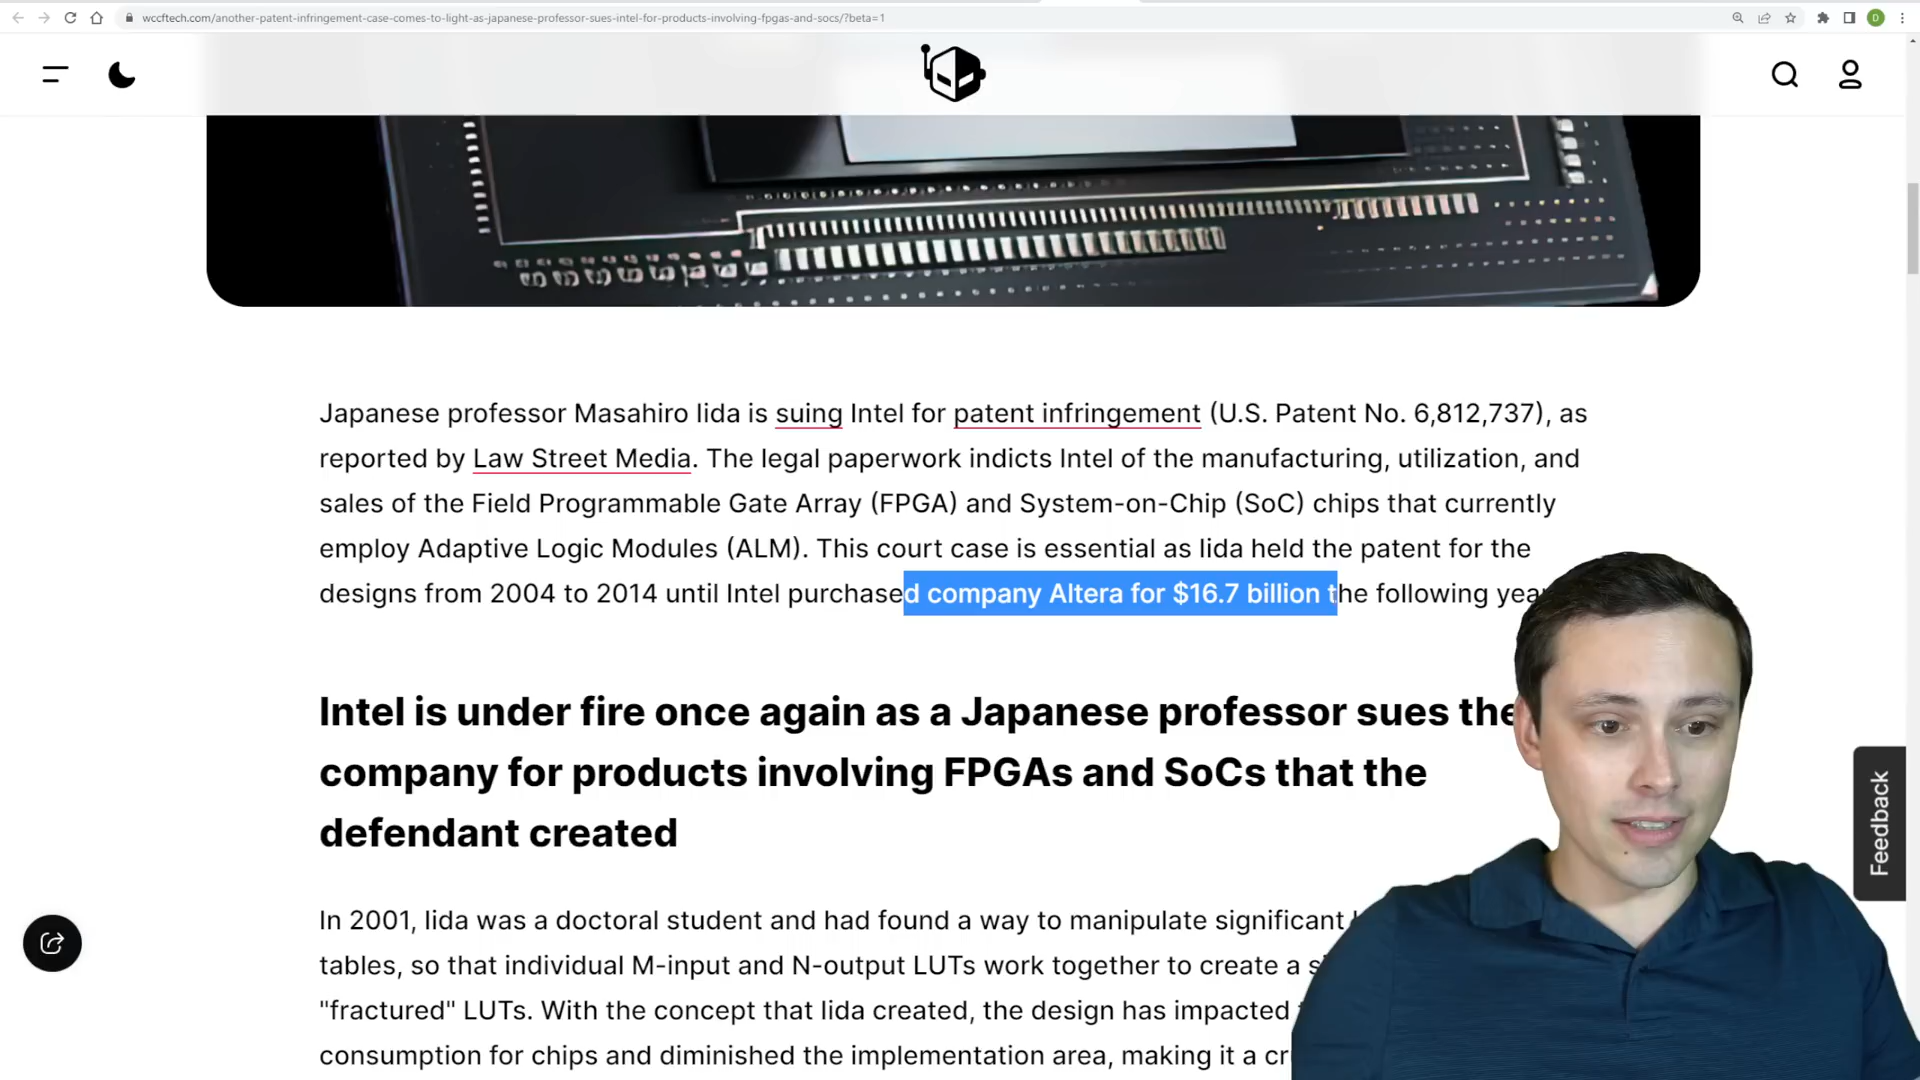 wccftech.com/another-patent-infringement-case-comes-to-light-as-japanese-professor-sues-intel-for-products-involving-fpgas-and-socs/?beta=1
D
Japanese professor Masahiro Iida is suing Intel for patent infringement (U.S. Patent No. 6,812,737), as
reported by Law Street Media. The legal paperwork indicts Intel of the manufacturing, utilization, and
sales of the Field Programmable Gate Array (FPGA) and System-on-Chip (SoC) chips that currently
employ Adaptive Logic Modules (ALM). This court case is essential as Iida held the patent for the
designs from 2004 to 2014 until Intel purchased company Altera for $16.7 billion the following
Intel is under fire once again as a Japanese professor sues the
company for products involving FPGAs and SoCs that the
defendant created
Feedback
In 2001, Iida was a doctoral student and had found a way to manipulate significant
tables, so that individual M-input and N-output LUTs work together to create a
"fractured" LUTs. With the concept that Iida created, the design has impacted
consumption for chips and diminished the implementation area, making it a